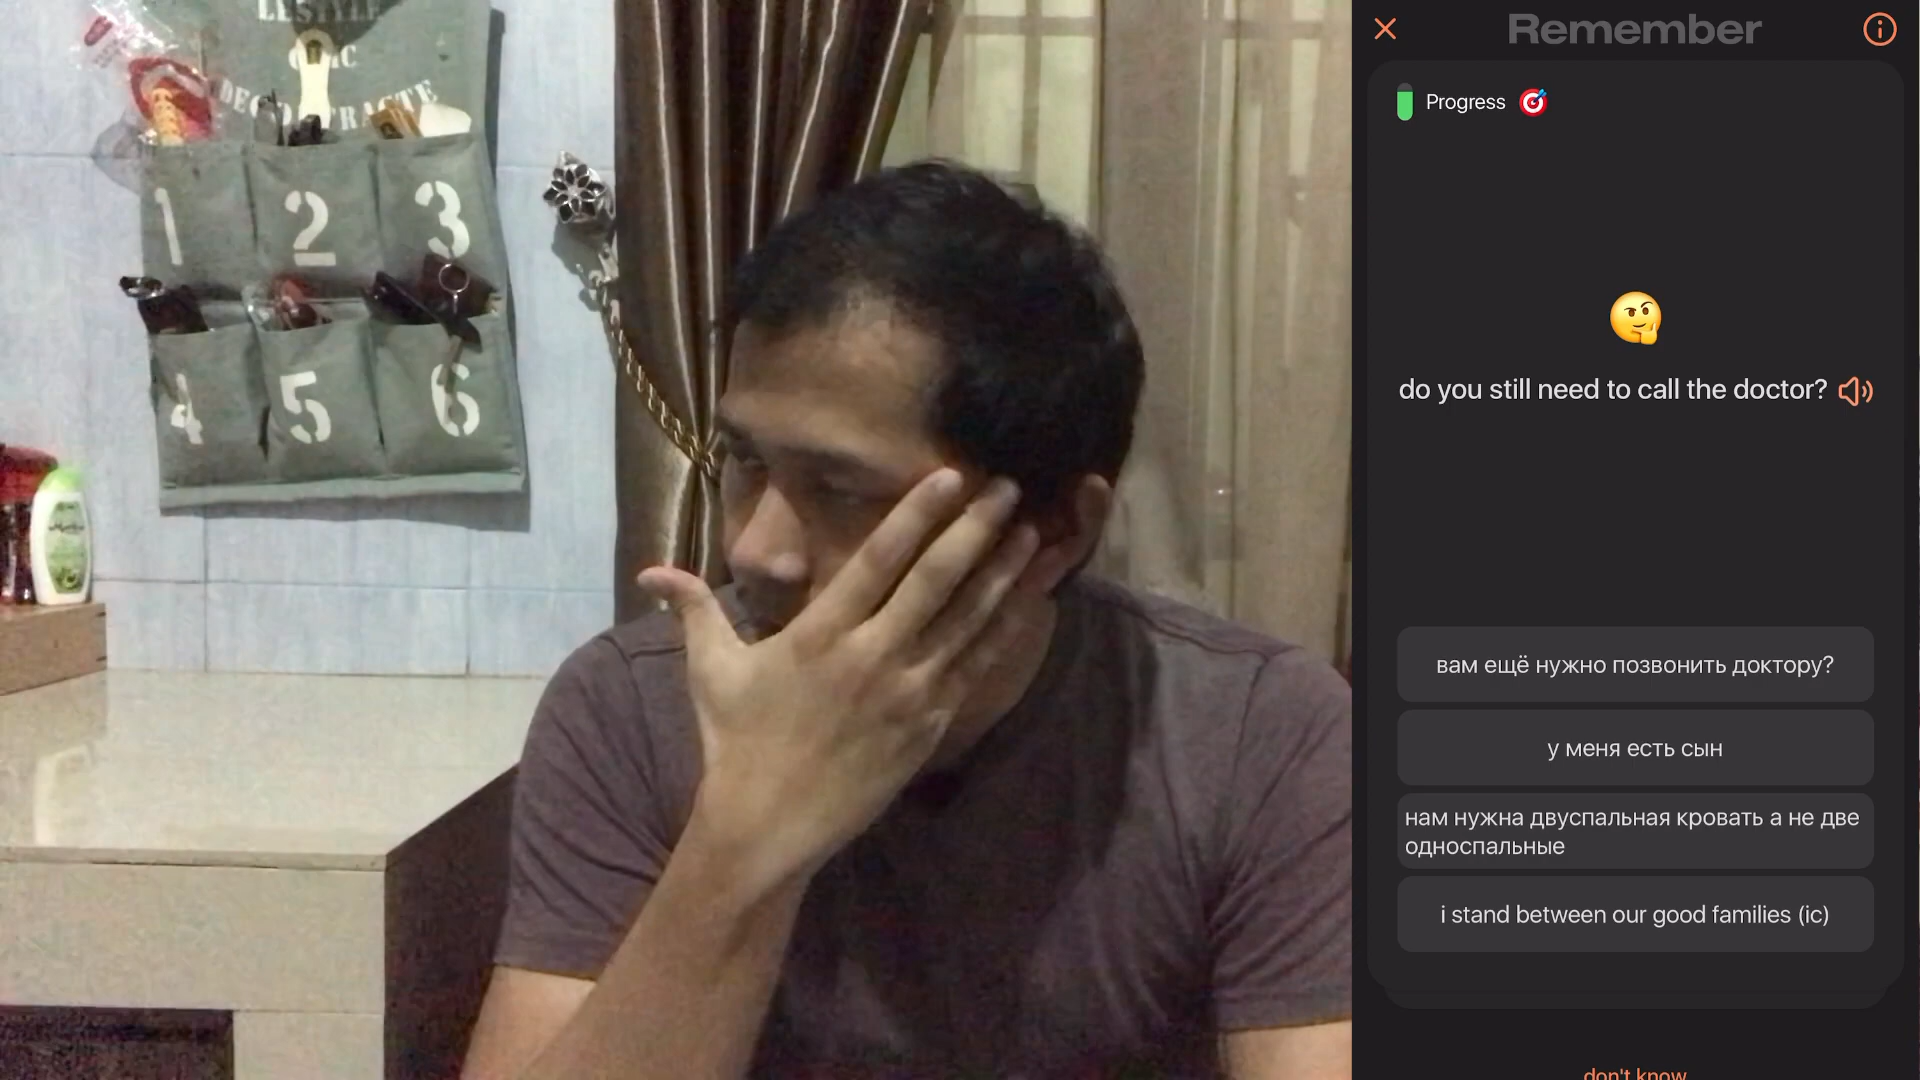 1 2 3
4 5 6
Remember
Progress
do you still need to call the doctor?
вам ещё нужно позвонить доктору?
у меня есть сын
нам нужна двуспальная кровать а не две
односпальные
i stand between our good families (ic)
don't know